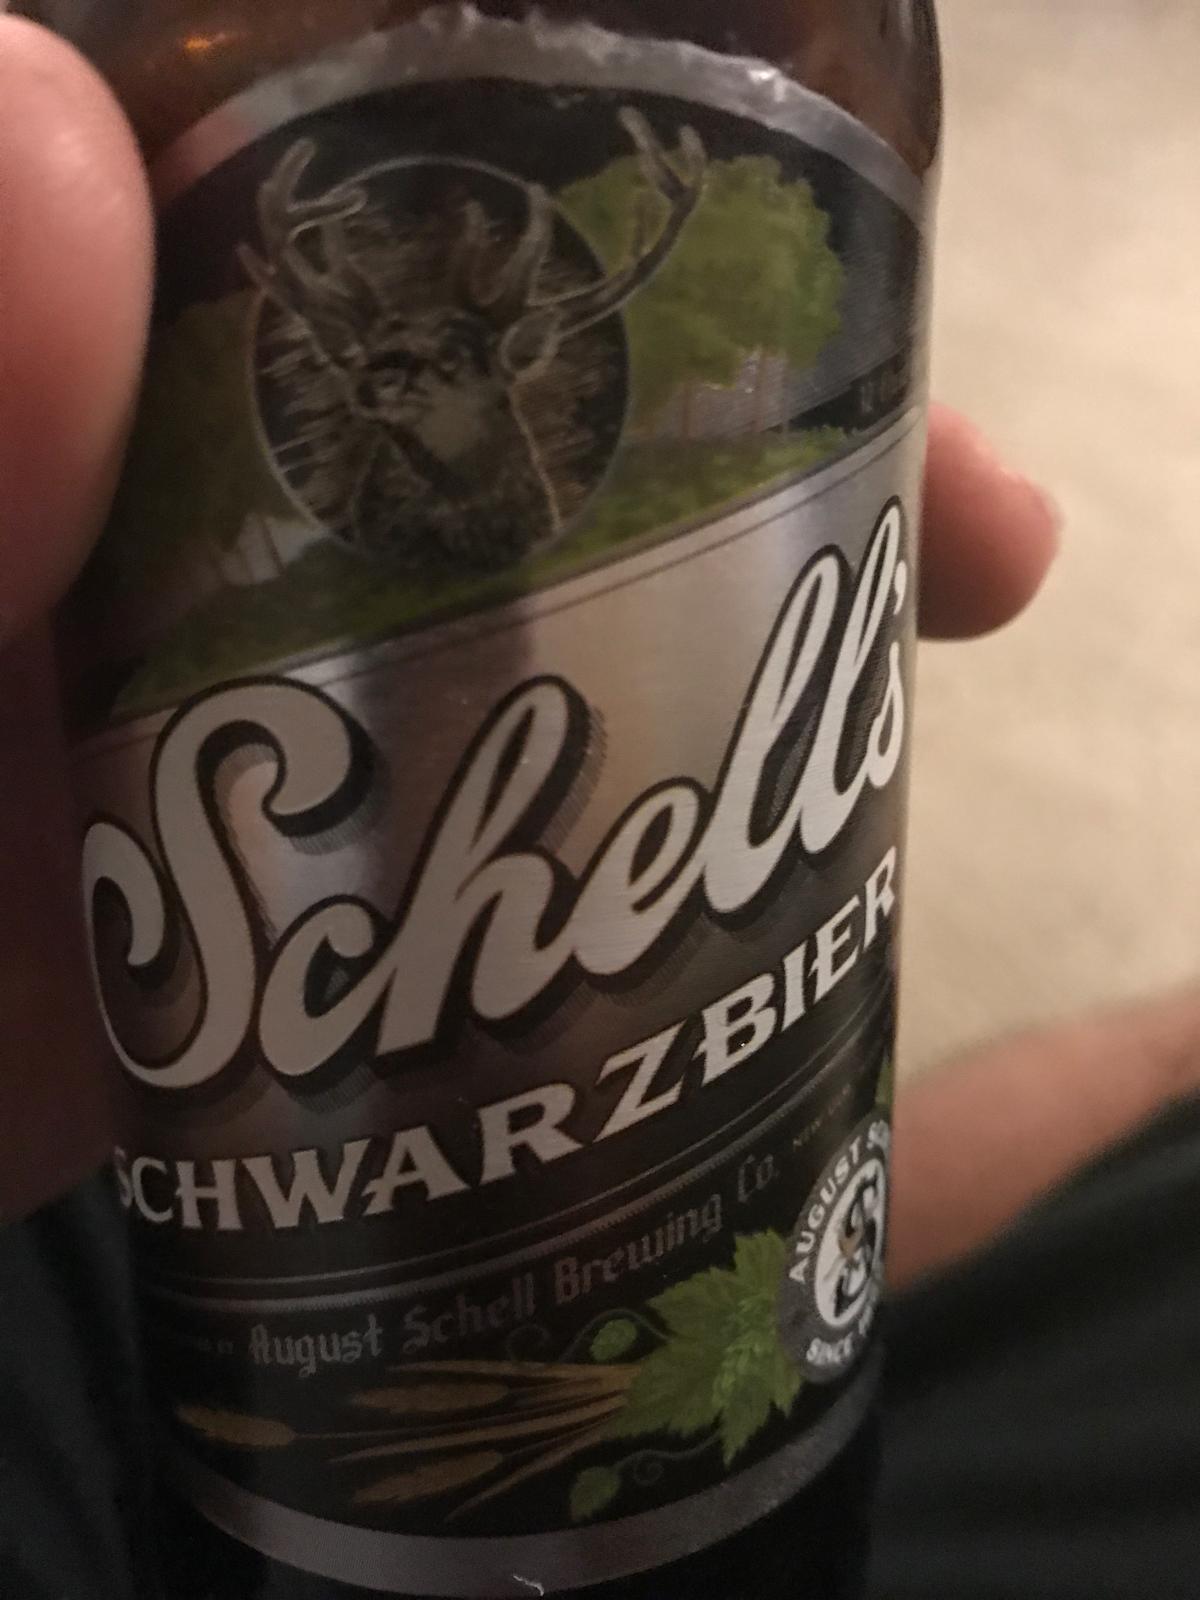 Schell's
SCHWARZBIER
August Schell Brewing Co.
AUGUST
SINCE